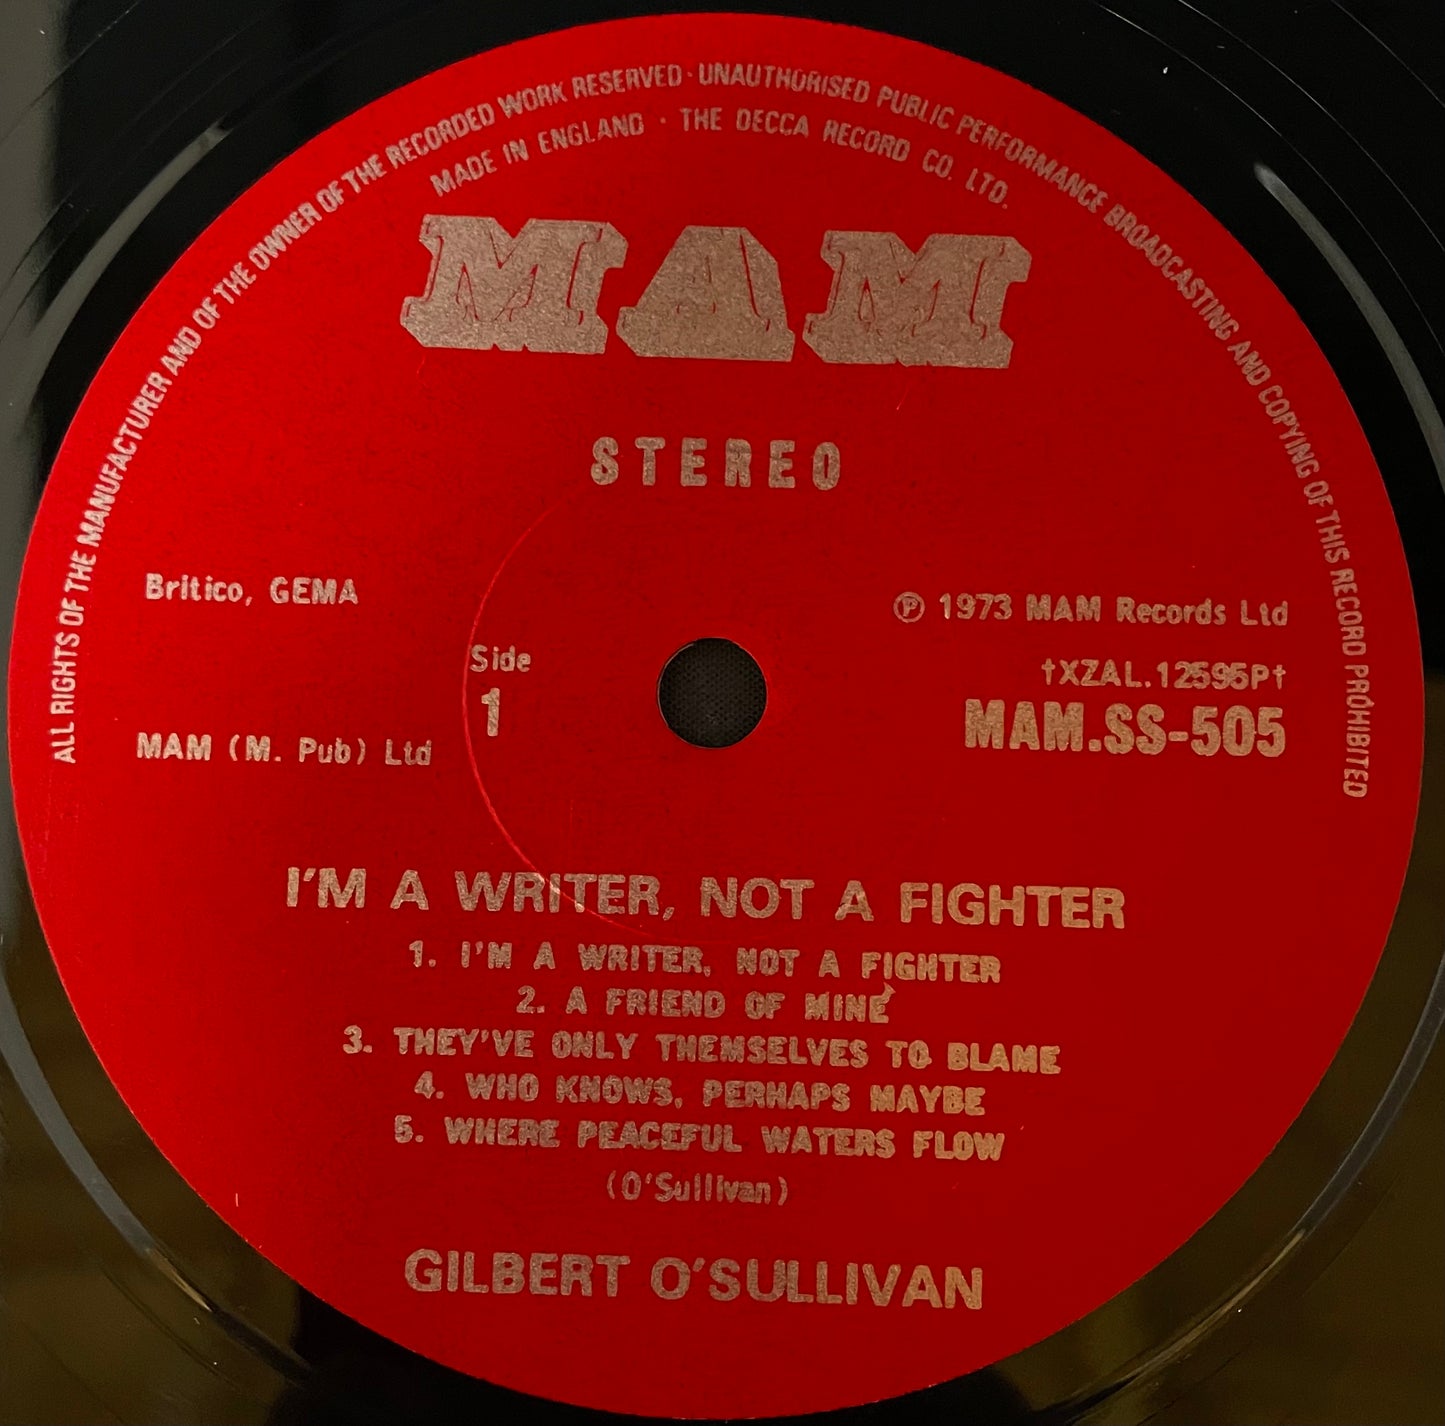 ALL RIGHTS OF THE MANUFACTURER AND OF THE OWNER OF THE RECORDED WORK RESERVED · UNAUTHORISED PUBLIC PERFORMANCE BROADCASTING AND COPYING OF THIS RECORD PROHIBITED
MADE IN ENGLAND · THE DECCA RECORD CO. LTD.
MAM
STEREO
Britico, GEMA
℗ 1973 MAM Records Ltd
Side
†XZAL.12595P†
1
MAM.SS-505
MAM (M. Pub) Ltd
I'M A WRITER, NOT A FIGHTER
1. I'M A WRITER, NOT A FIGHTER
2. A FRIEND OF MINE
3. THEY'VE ONLY THEMSELVES TO BLAME
4. WHO KNOWS, PERHAPS MAYBE
5. WHERE PEACEFUL WATERS FLOW
(O'Sullivan)
GILBERT O'SULLIVAN